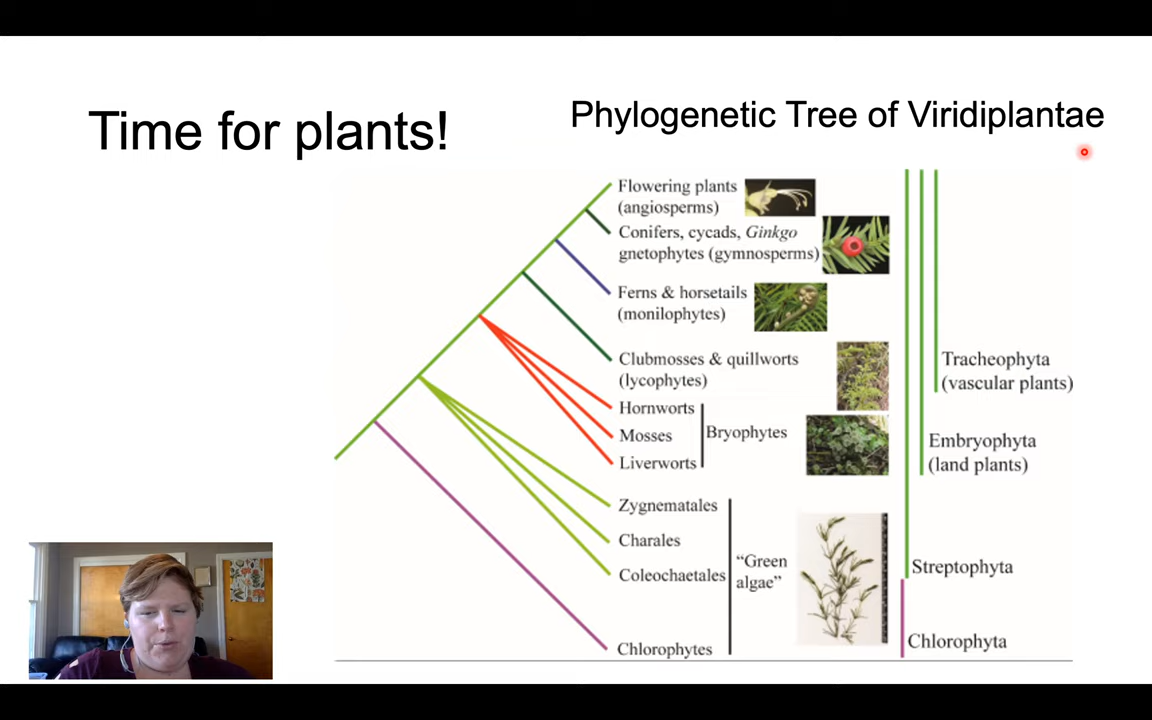 Time for plants!
Phylogenetic Tree of Viridiplantae
Flowering plants
(angiosperms)
Conifers, cycads, Ginkgo
gnetophytes (gymnosperms)
Ferns & horsetails
(monilophytes)
Clubmosses & quillworts
(lycophytes)
Hornworts
Mosses
Liverworts
Bryophytes
Zygnematales
Charales
Coleochaetales
"Green
algae"
Chlorophytes
Tracheophyta
(vascular plants)
Embryophyta
(land plants)
Streptophyta
Chlorophyta